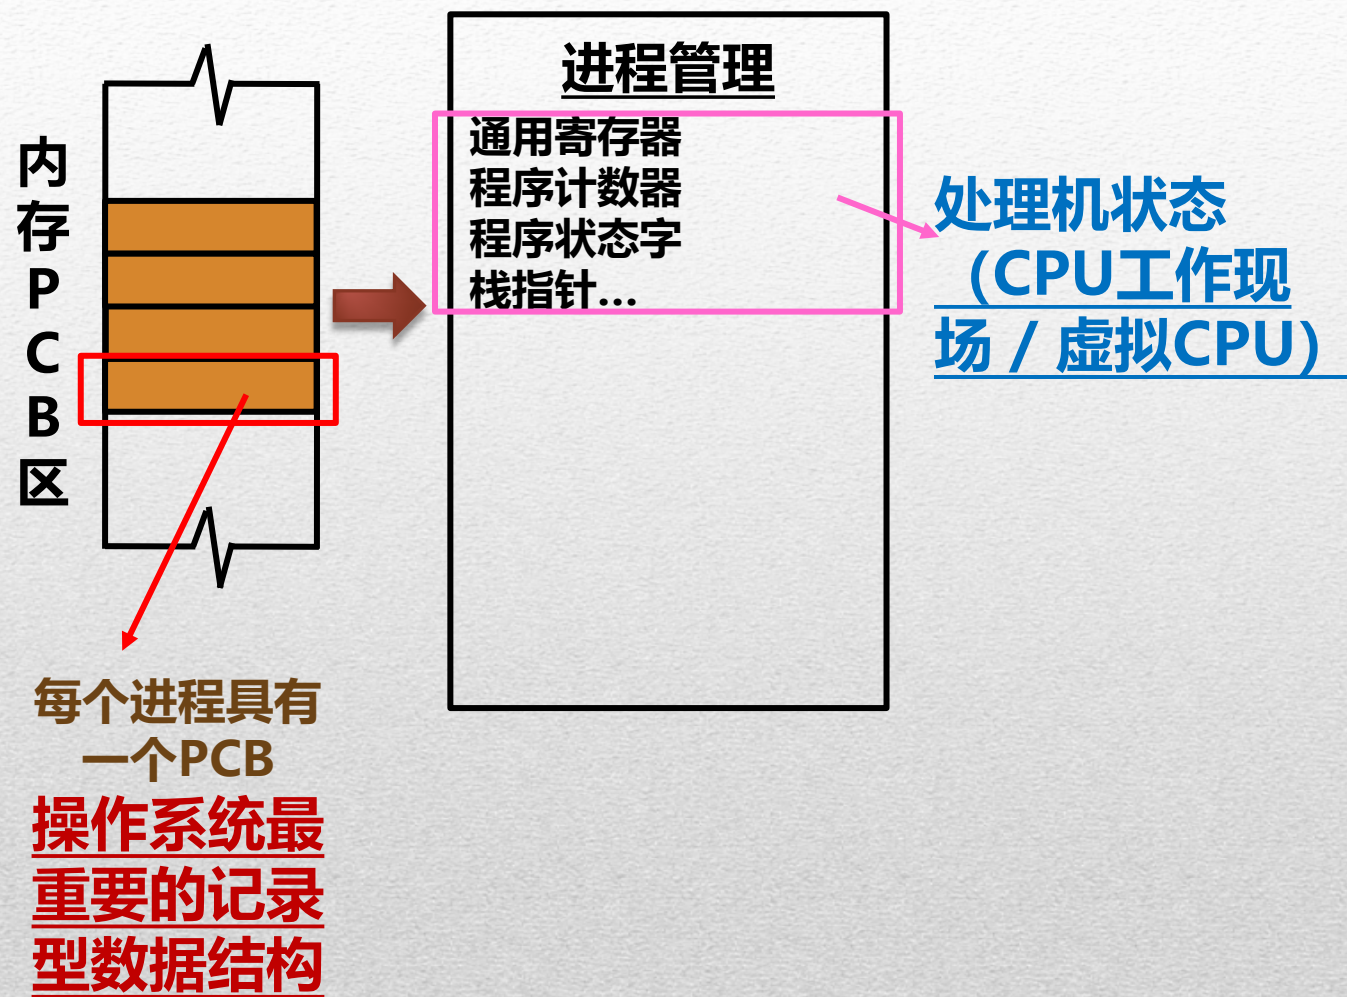 内
存
P
C
B
区
进程管理
通用寄存器
程序计数器
程序状态字
栈指针...
处理机状态
（CPU工作现
场 / 虚拟CPU）
每个进程具有
一个PCB
操作系统最
重要的记录
型数据结构